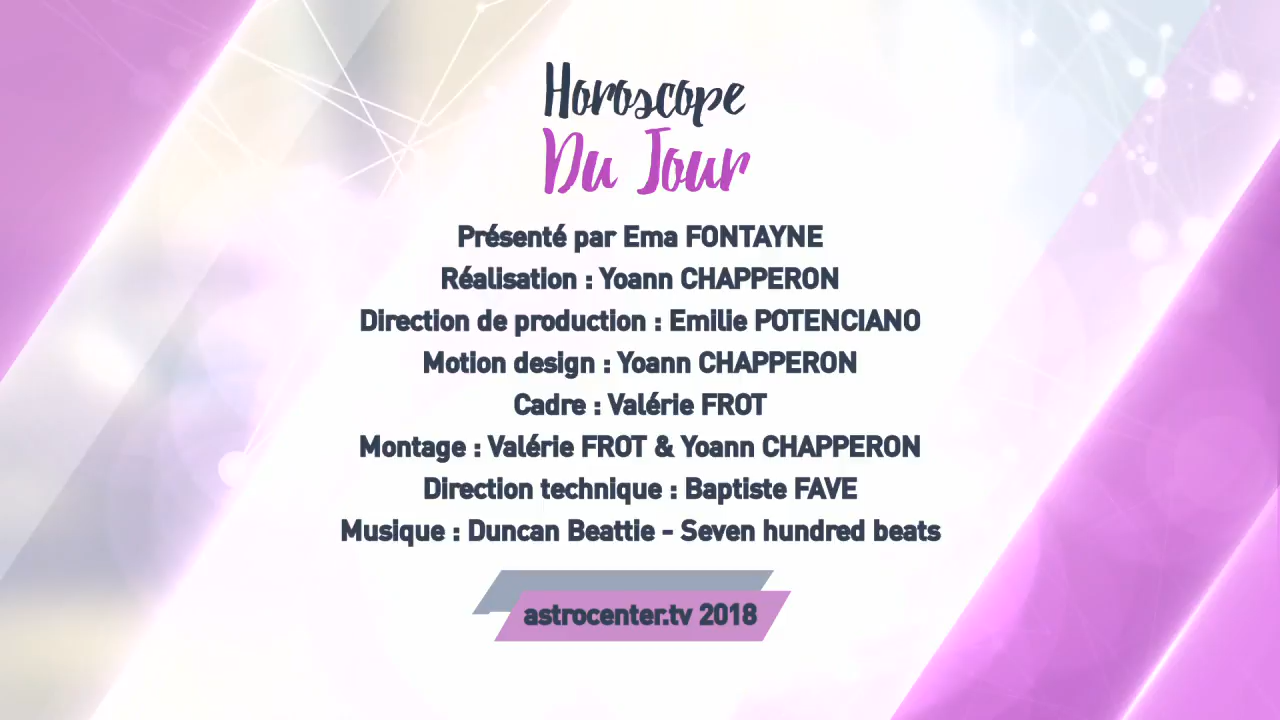 Horoscope
Du Jour
Présenté par Ema FONTAYNE
Réalisation : Yoann CHAPPERON
Direction de production : Emilie POTENCIANO
Motion design : Yoann CHAPPERON
Cadre : Valérie FROT
Montage : Valérie FROT & Yoann CHAPPERON
Direction technique : Baptiste FAVE
Musique : Duncan Beattie - Seven hundred beats
astrocenter.tv 2018